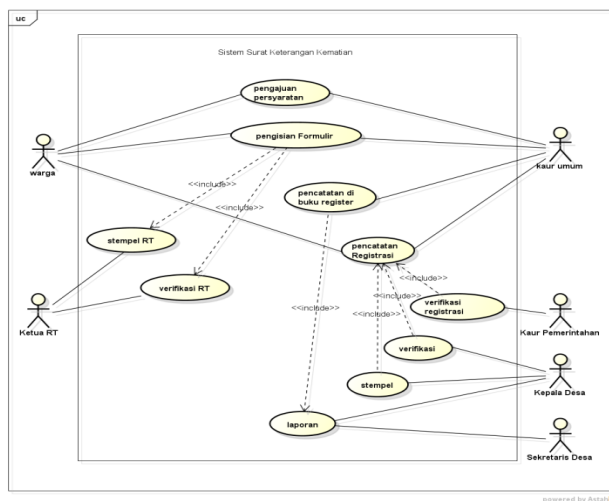 uc
Sistem Surat Keterangan Kematian
pengajuan
persyaratan
pengisian Formulir
warga
kaur umum
<<include>>
<<include>>
pencatatan di
buku register
stempel RT
pencatatan
Registrasi
verifikasi RT
<<include>>
<<include>>
<<include>>
<<include>>
verifikasi
registrasi
Ketua RT
Kaur Pemerintahan
verifikasi
stempel
Kepala Desa
laporan
Sekretaris Desa
powered by Astah